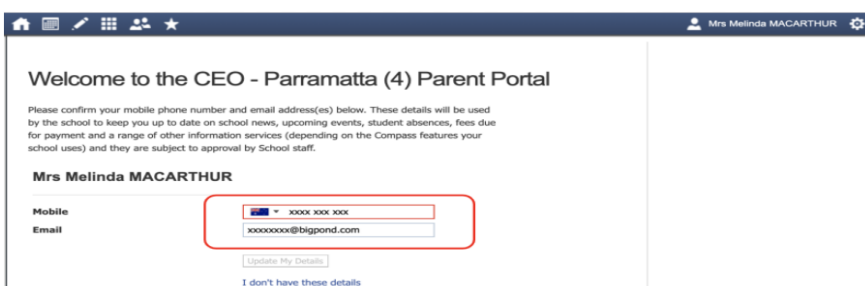 Mrs Melinda MACARTHUR
Welcome to the CEO - Parramatta (4) Parent Portal
Please confirm your mobile phone number and email address(es) below. These details will be used
by the school to keep you up to date on school news, upcoming events, student absences, fees due
for payment and a range of other information services (depending on the Compass features your
school uses) and they are subject to approval by School staff.
Mrs Melinda MACARTHUR
Mobile xxxx xxx xxx
Email xxxxxxxx@bigpond.com
Update My Details
I don't have these details